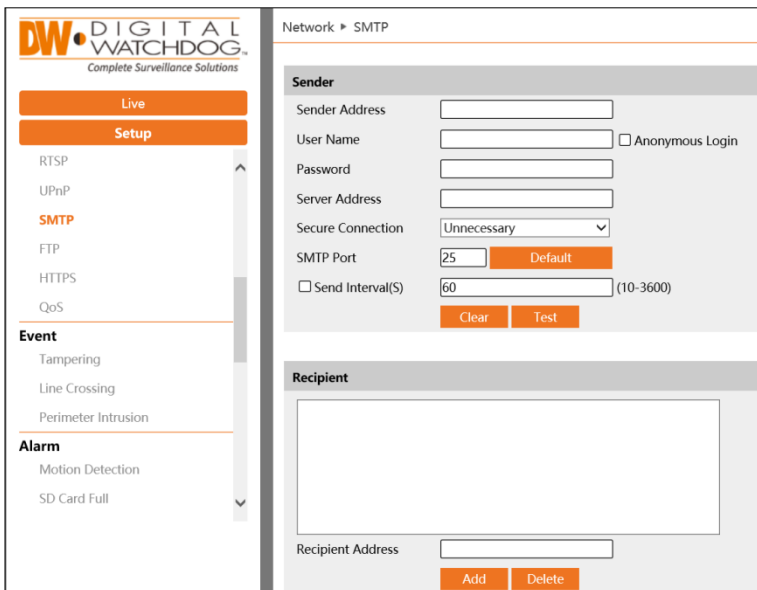 DW DIGITAL WATCHDOG™
Complete Surveillance Solutions
Live
Setup
RTSP
UPnP
SMTP
FTP
HTTPS
QoS
Event
Tampering
Line Crossing
Perimeter Intrusion
Alarm
Motion Detection
SD Card Full
Network ▸ SMTP
Sender
Sender Address
User Name Anonymous Login
Password
Server Address
Secure Connection Unnecessary
SMTP Port 25 Default
Send Interval(S) 60 (10-3600)
Clear Test
Recipient
Recipient Address
Add Delete